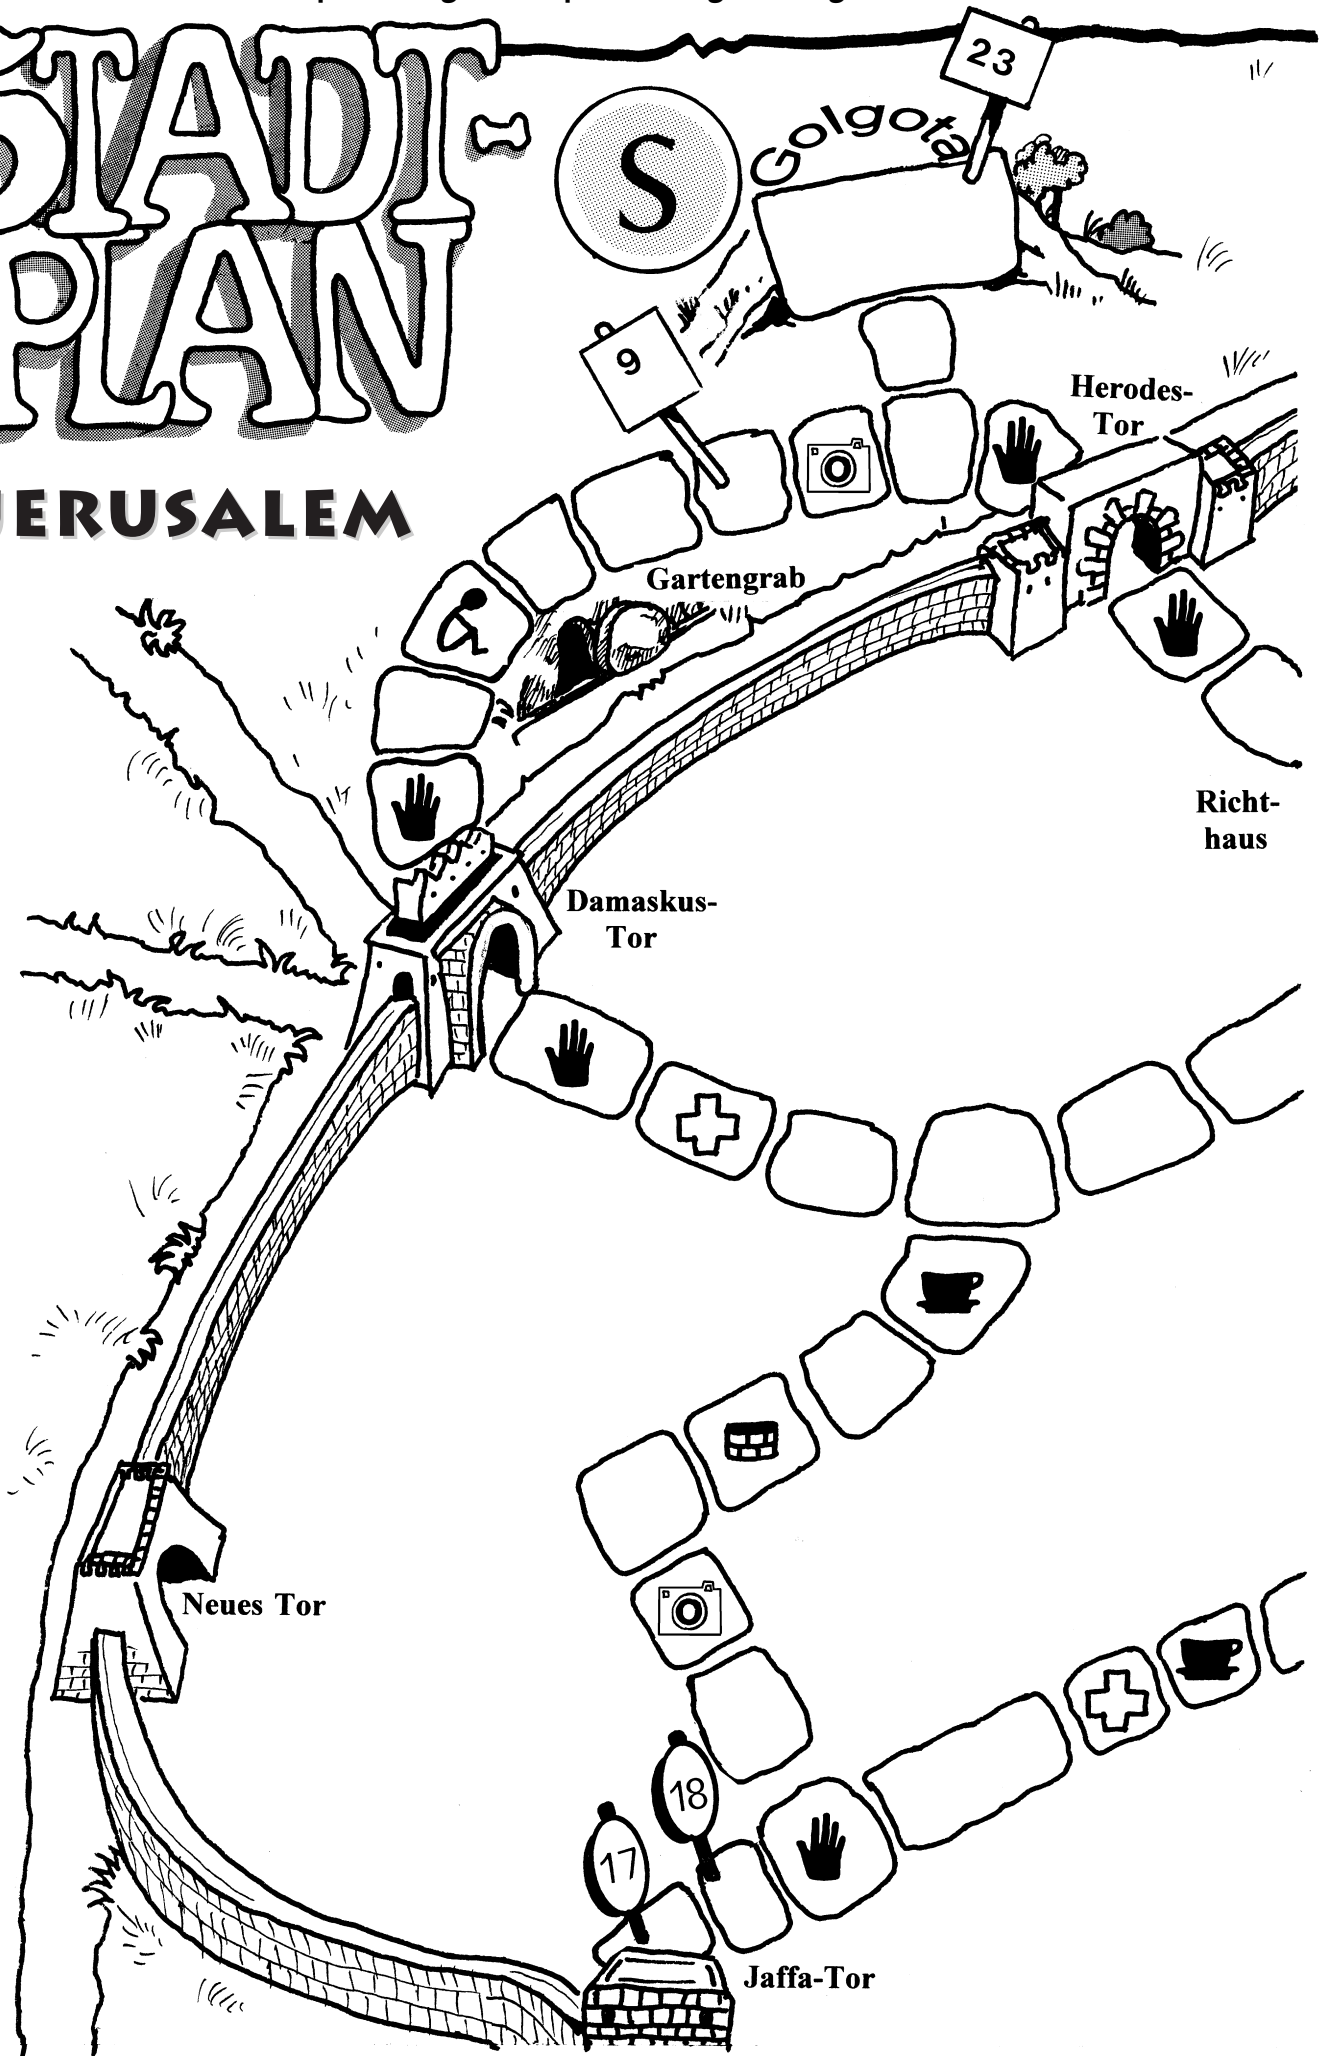 STADT-
PLAN
JERUSALEM
S
Golgota
23
9
Herodes-
Tor
Gartengrab
Richt-
haus
Damaskus-
Tor
Neues Tor
18
17
Jaffa-Tor